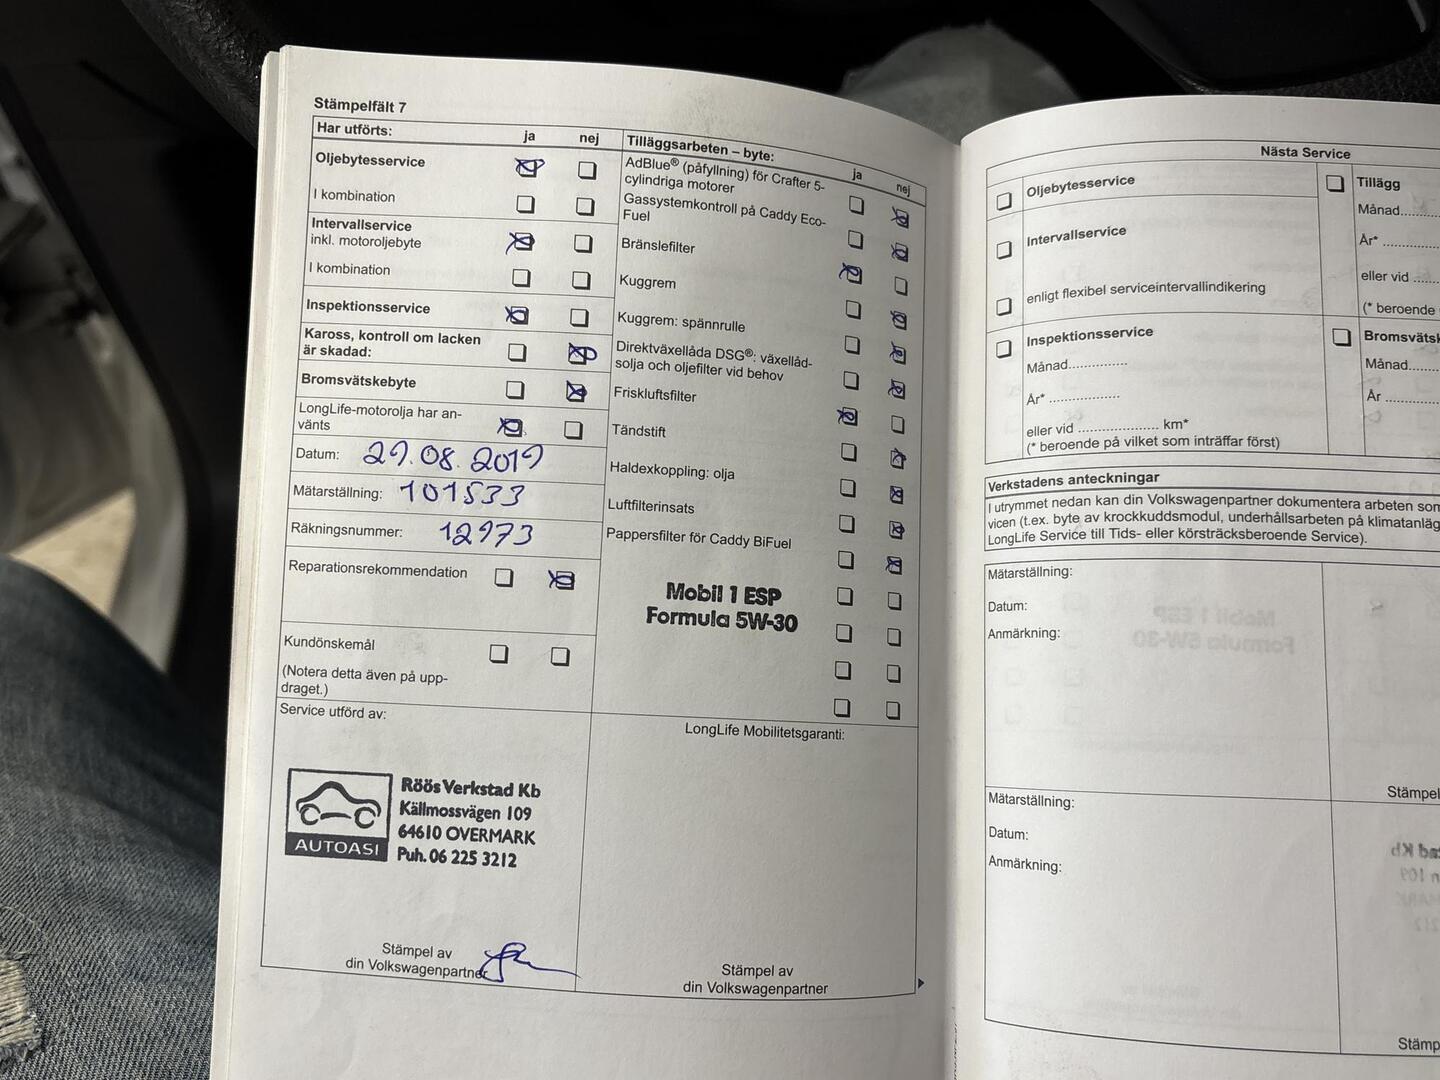 Stämpelfält 7
Har utförts: ja nej
Oljebytesservice
I kombination
Intervallservice
inkl. motoroljebyte
I kombination
Inspektionsservice
Kaross, kontroll om lacken
är skadad:
Bromsvätskebyte
LongLife-motorolja har an-
vänts
Datum: 29.08.2019
Mätarställning: 101533
Räkningsnummer: 12973
Reparationsrekommendation
Kundönskemål
(Notera detta även på upp-
draget.)
Service utförd av:
AUTOASI
Röös Verkstad Kb
Källmossvägen 109
64610 OVERMARK
Puh. 06 225 3212
Stämpel av
din Volkswagenpartner
Tilläggsarbeten – byte: ja nej
AdBlue® (påfyllning) för Crafter 5-
cylindriga motorer
Gassystemkontroll på Caddy Eco-
Fuel
Bränslefilter
Kuggrem
Kuggrem: spännrulle
Direktväxellåda DSG®: växellåd-
solja och oljefilter vid behov
Friskluftsfilter
Tändstift
Haldexkoppling: olja
Luftfilterinsats
Pappersfilter för Caddy BiFuel
Mobil 1 ESP
Formula 5W-30
LongLife Mobilitetsgaranti:
Stämpel av
din Volkswagenpartner
Nästa Service
Oljebytesservice
Intervallservice
enligt flexibel serviceintervallindikering
Inspektionsservice
Månad...............
År* ..................
eller vid .................... km*
(* beroende på vilket som inträffar först)
Tillägg
Månad..........
År* ...............
eller vid ......
(* beroende
Bromsvätsk
Månad........
År ...........
Verkstadens anteckningar
I utrymmet nedan kan din Volkswagenpartner dokumentera arbeten som
vicen (t.ex. byte av krockkuddsmodul, underhållsarbeten på klimatanläg
LongLife Service till Tids- eller körsträcksberoende Service).
Mätarställning:
Datum:
Anmärkning:
Stämpel
Mätarställning:
Datum:
Anmärkning:
Stämp